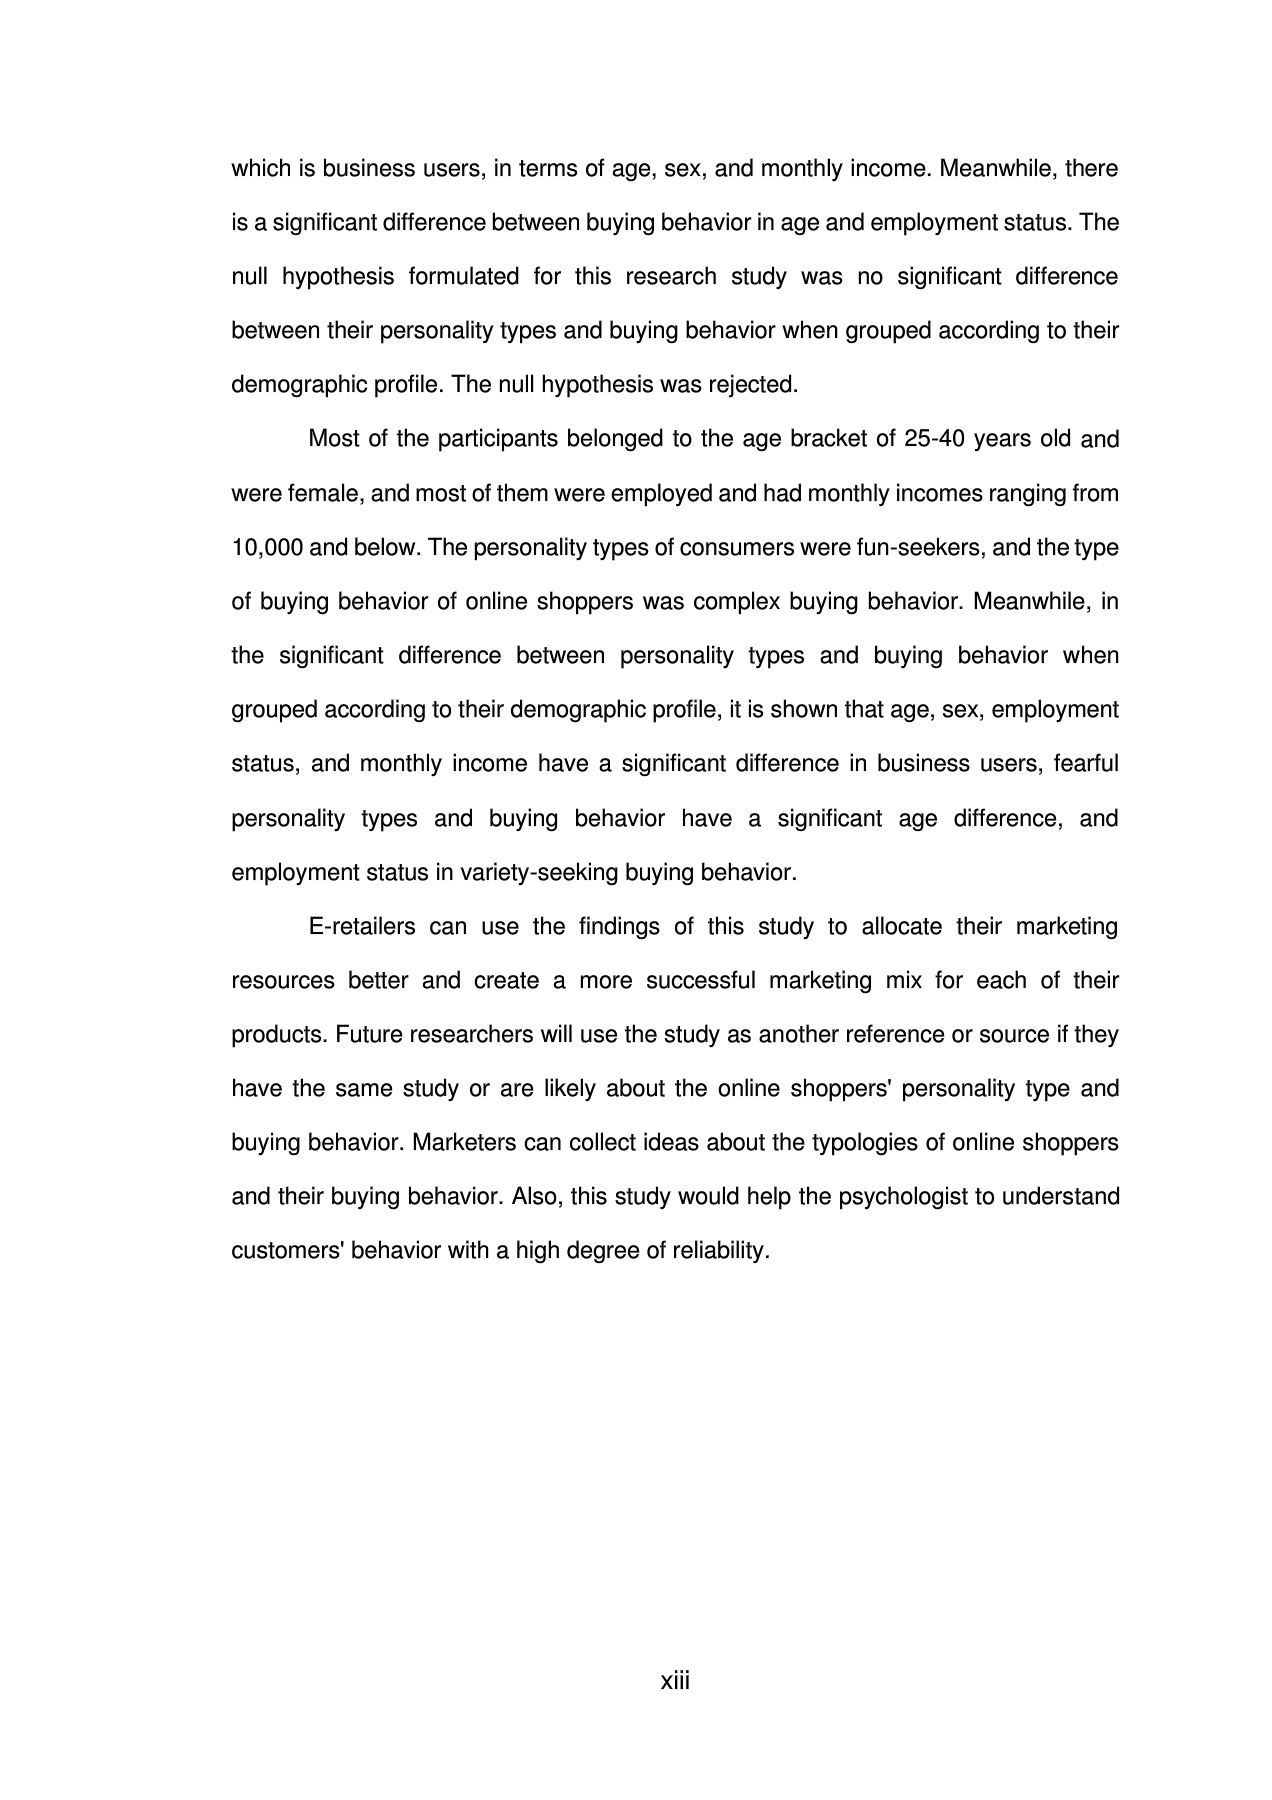 which is business users, in terms of age, sex, and monthly income. Meanwhile, there
is a significant difference between buying behavior in age and employment status. The
null hypothesis formulated for this research study was no significant difference
between their personality types and buying behavior when grouped according to their
demographic profile. The null hypothesis was rejected.
Most of the participants belonged to the age bracket of 25-40 years old and
were female, and most of them were employed and had monthly incomes ranging from
10,000 and below. The personality types of consumers were fun-seekers, and the type
of buying behavior of online shoppers was complex buying behavior. Meanwhile, in
the significant difference between personality types and buying behavior when
grouped according to their demographic profile, it is shown that age, sex, employment
status, and monthly income have a significant difference in business users, fearful
personality types and buying behavior have a significant age difference, and
employment status in variety-seeking buying behavior.
E-retailers can use the findings of this study to allocate their marketing
resources better and create a more successful marketing mix for each of their
products. Future researchers will use the study as another reference or source if they
have the same study or are likely about the online shoppers' personality type and
buying behavior. Marketers can collect ideas about the typologies of online shoppers
and their buying behavior. Also, this study would help the psychologist to understand
customers' behavior with a high degree of reliability.
xiii